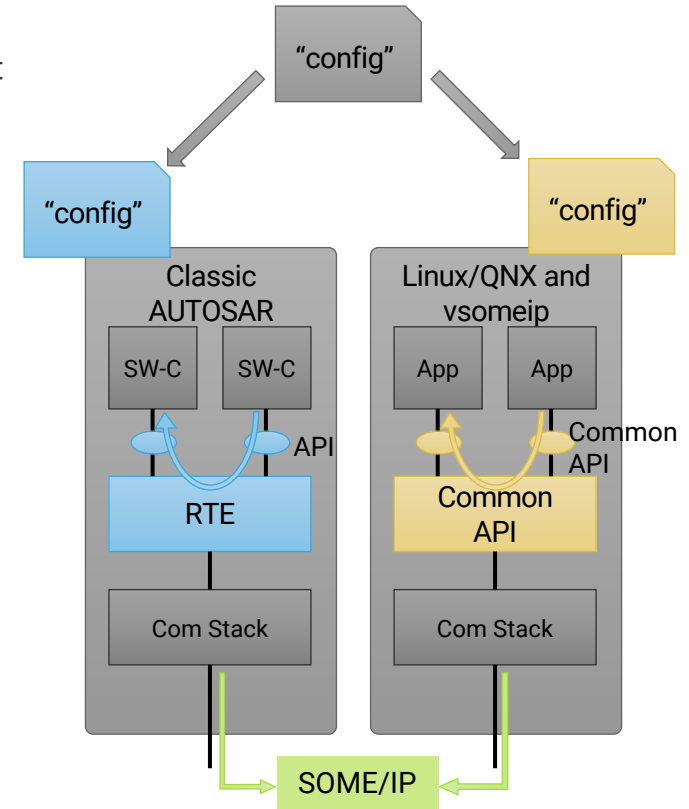 “config”
t
“config”
“config”
Classic
AUTOSAR
Linux/QNX and
vsomeip
SW-C
SW-C
App
App
API
Common
API
RTE
Common
API
Com Stack
Com Stack
SOME/IP